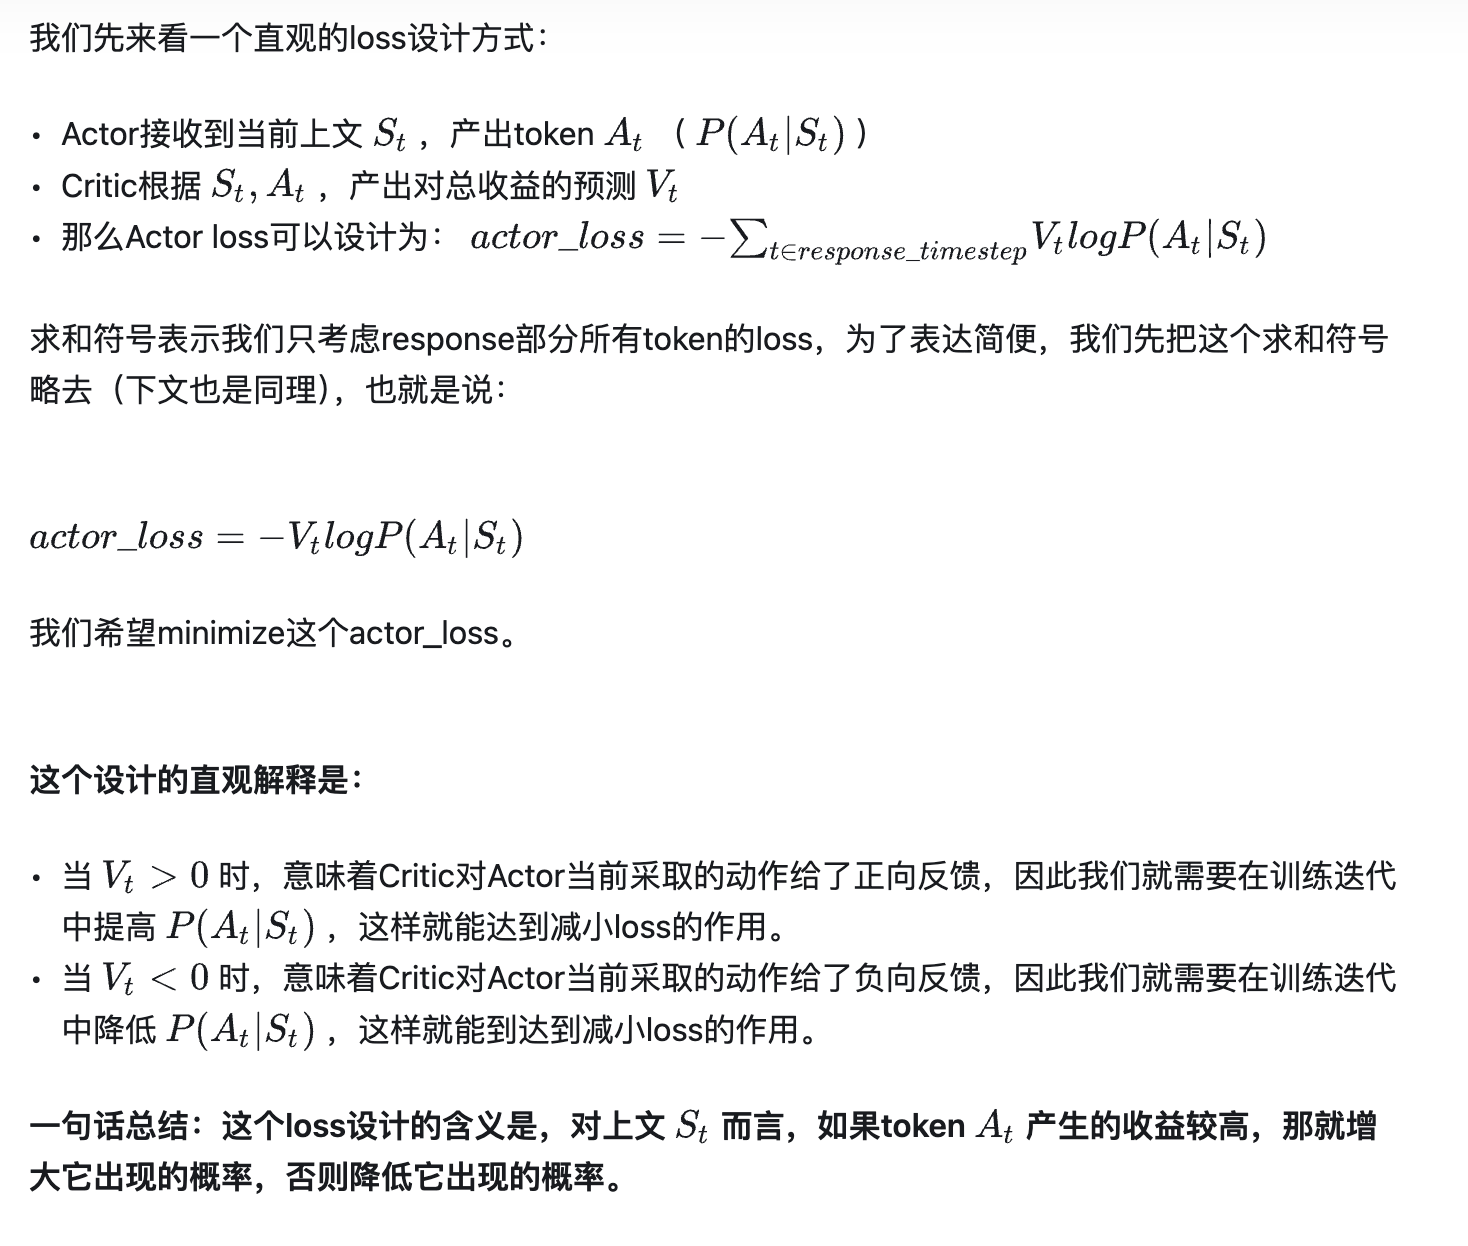 我们先来看一个直观的loss设计方式：
• Actor接收到当前上文 $S_t$ ，产出token $A_t$ （ $P(A_t|S_t)$ ）
• Critic根据 $S_t, A_t$ ，产出对总收益的预测 $V_t$
• 那么Actor loss可以设计为： $actor\_loss = -\sum_{t \in response\_timestep} V_t log P(A_t|S_t)$
求和符号表示我们只考虑response部分所有token的loss，为了表达简便，我们先把这个求和符号
略去（下文也是同理），也就是说：
$actor\_loss = -V_t log P(A_t|S_t)$
我们希望minimize这个actor_loss。
这个设计的直观解释是：
• 当 $V_t > 0$ 时，意味着Critic对Actor当前采取的动作给了正向反馈，因此我们就需要在训练迭代
中提高 $P(A_t|S_t)$ ，这样就能达到减小loss的作用。
• 当 $V_t < 0$ 时，意味着Critic对Actor当前采取的动作给了负向反馈，因此我们就需要在训练迭代
中降低 $P(A_t|S_t)$ ，这样就能到达到减小loss的作用。
一句话总结：这个loss设计的含义是，对上文 $S_t$ 而言，如果token $A_t$ 产生的收益较高，那就增
大它出现的概率，否则降低它出现的概率。